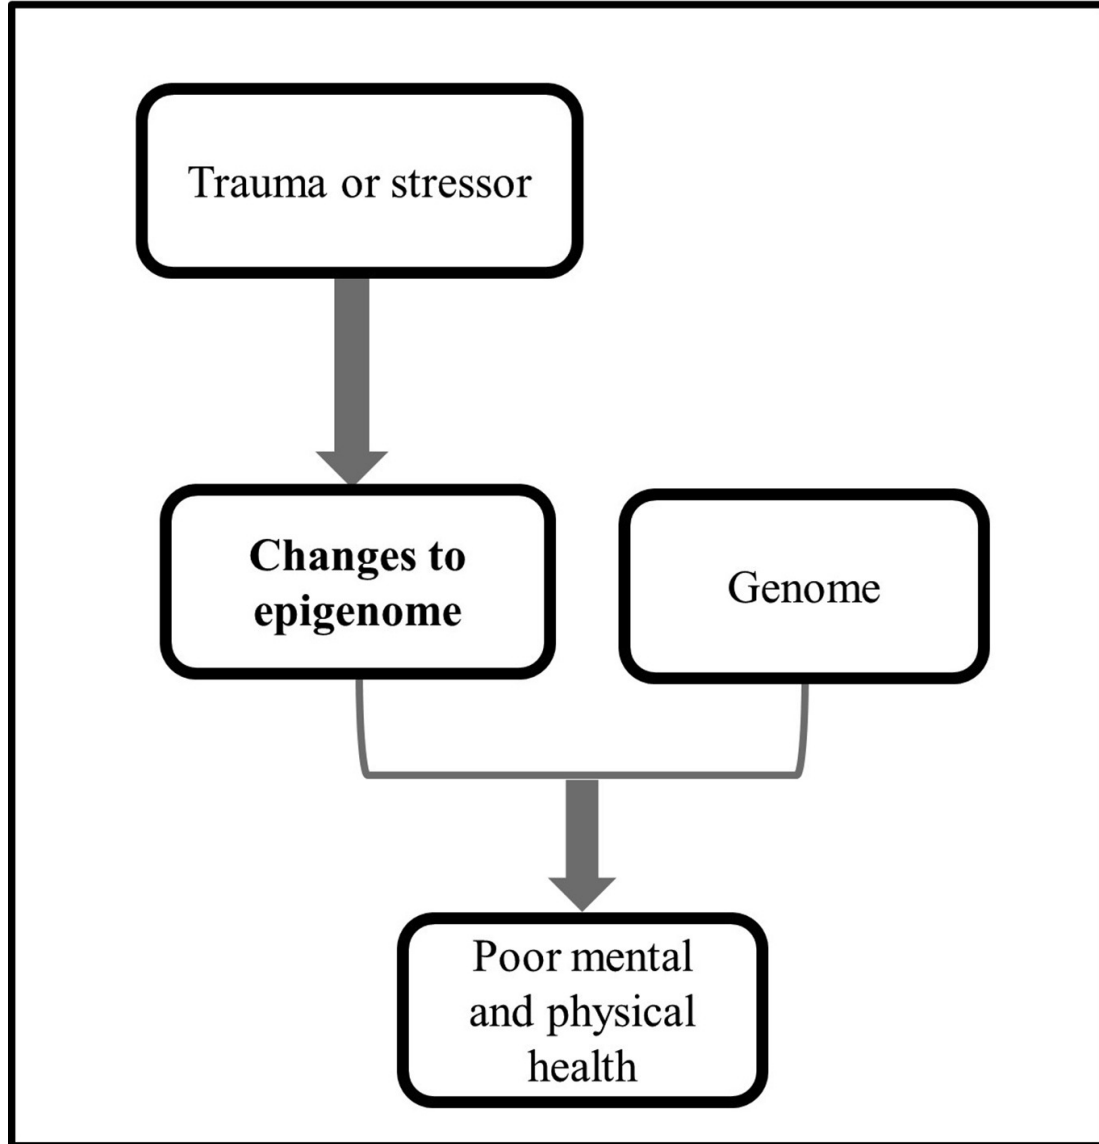 Trauma or stressor
Changes to
epigenome
Genome
Poor mental
and physical
health